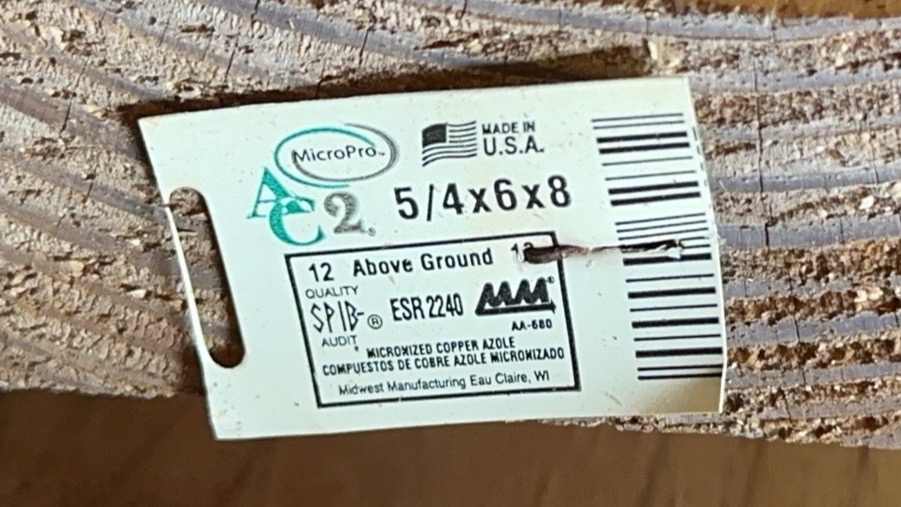 MicroPro™
MADE IN
U.S.A.
AC2®
5/4x6x8
12 Above Ground
QUALITY
SPIB®
ESR 2240
AA-680
AUDIT
MICRONIZED COPPER AZOLE
COMPUESTOS DE COBRE AZOLE MICRONIZADO
Midwest Manufacturing Eau Claire, WI